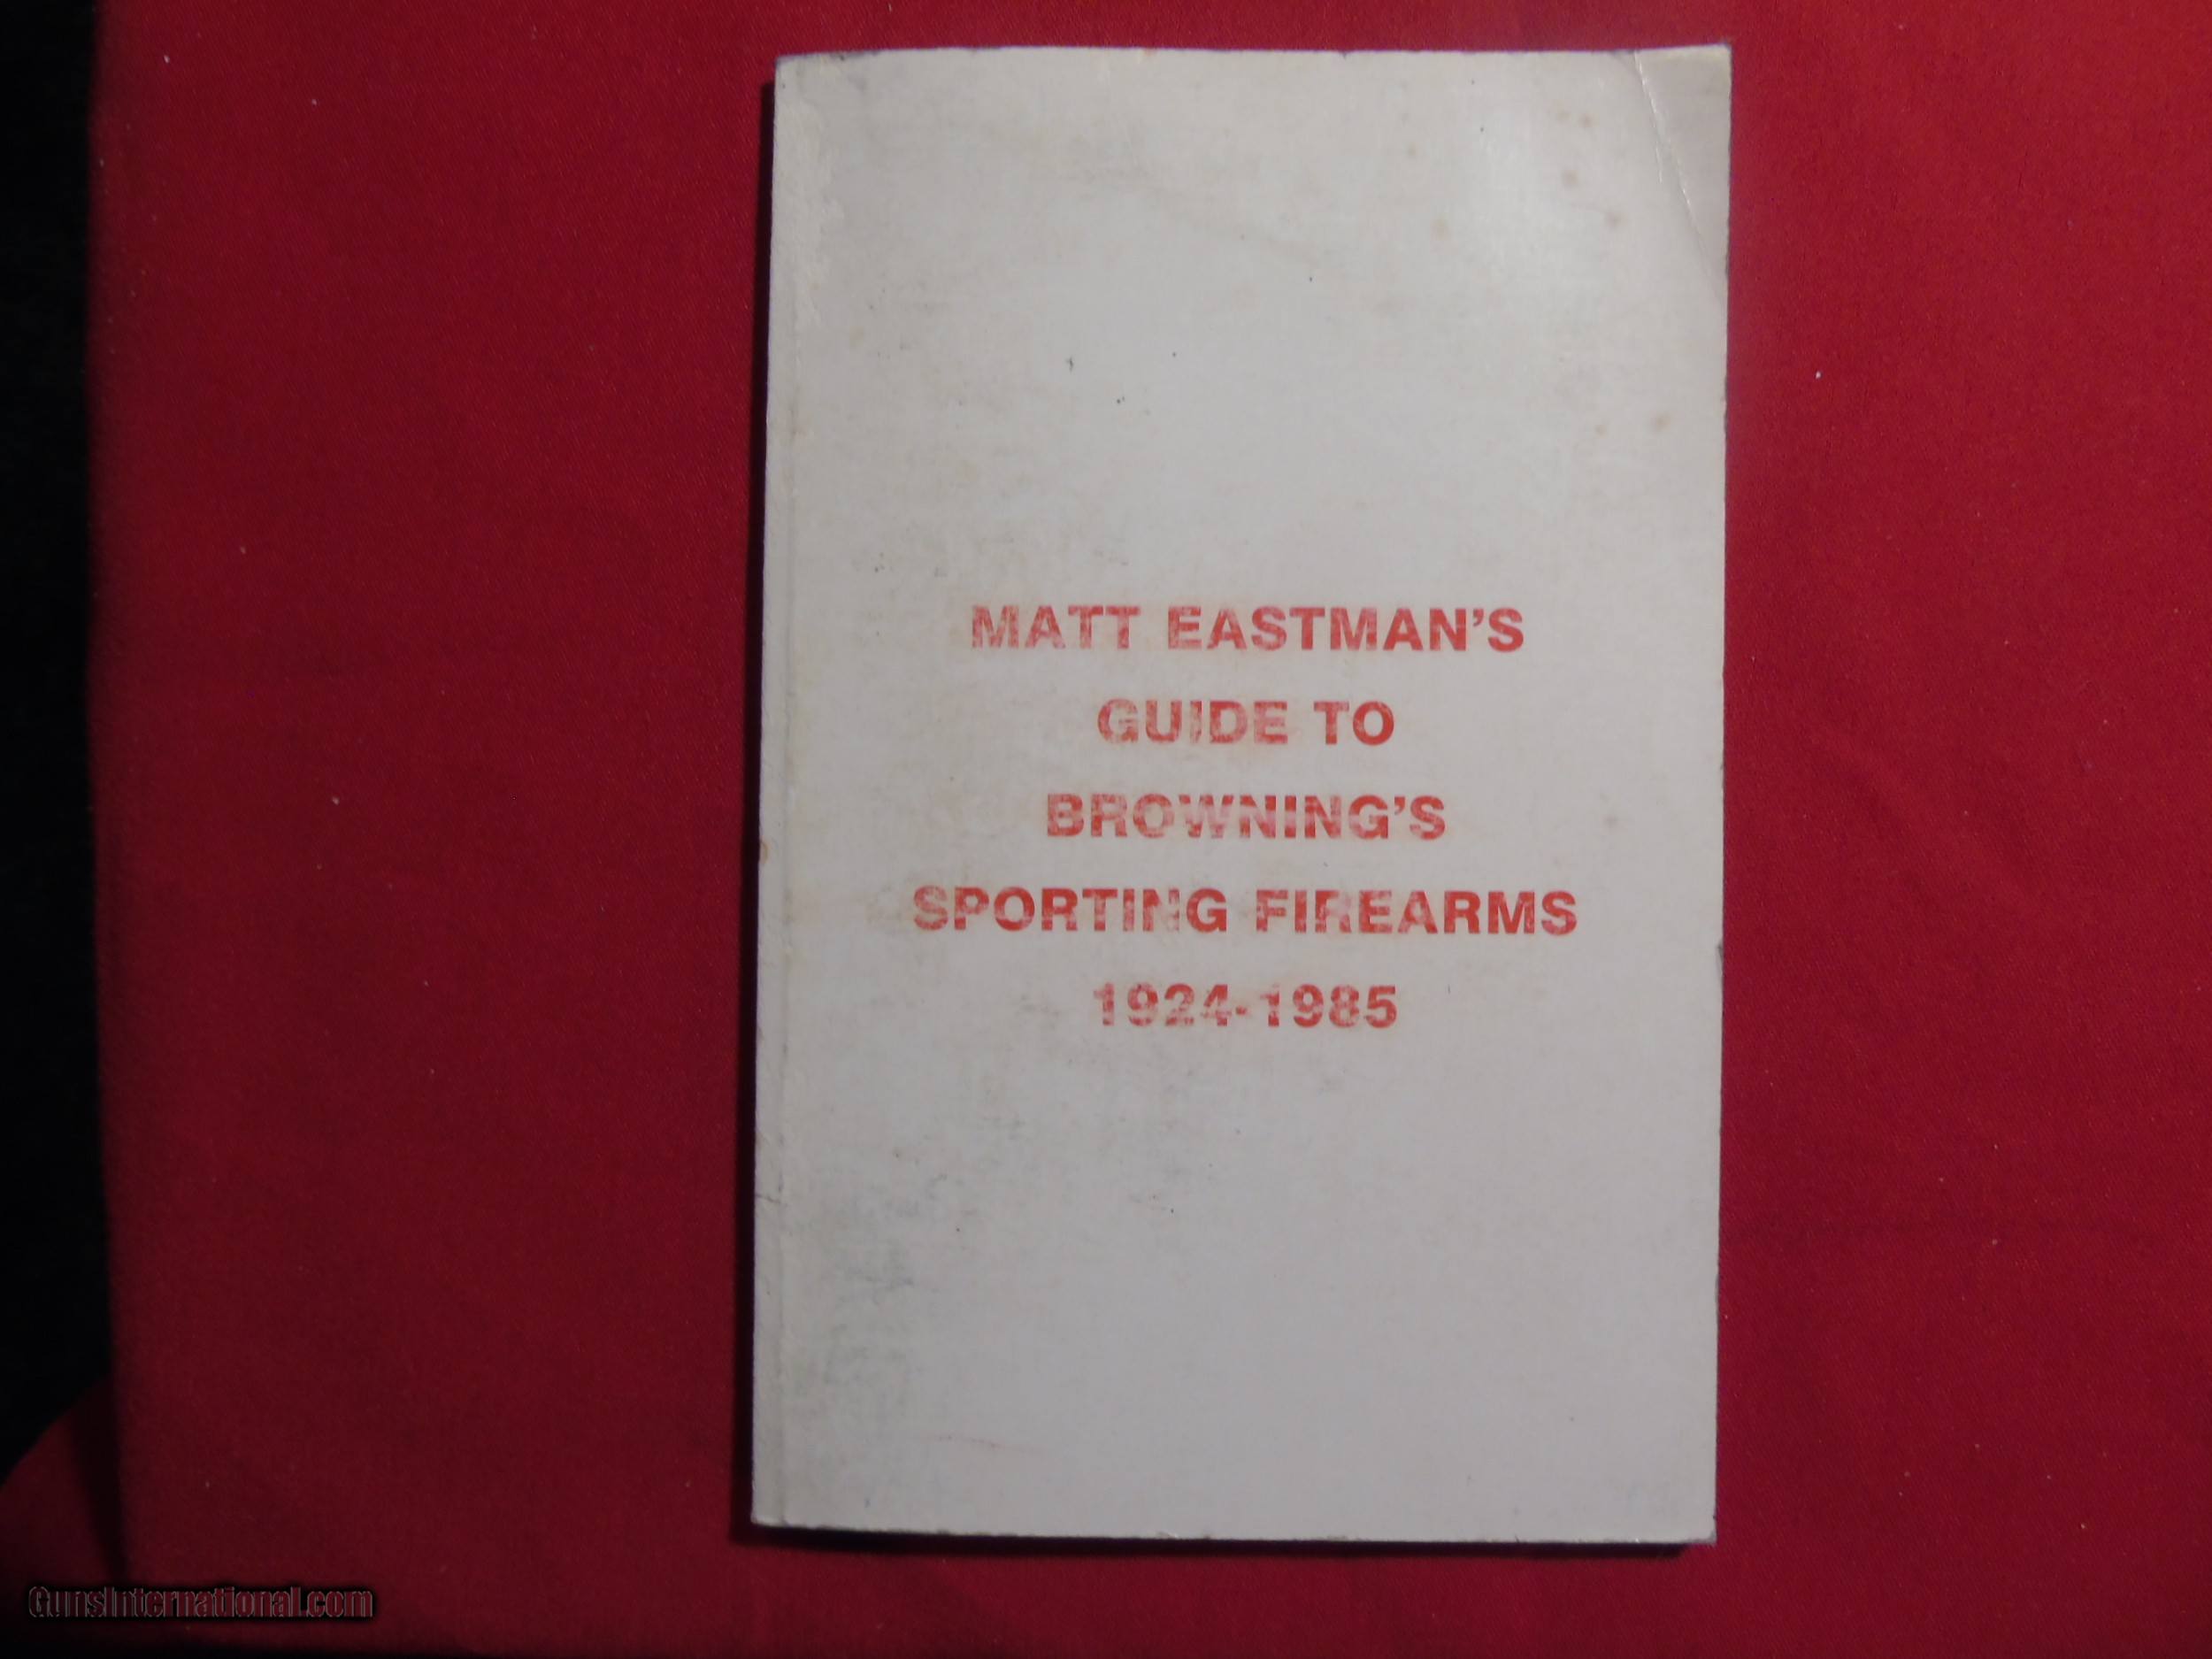 MATT EASTMAN'S
GUIDE TO
BROWNING'S
SPORTING FIREARMS
1924-1985
GunsInternational.com